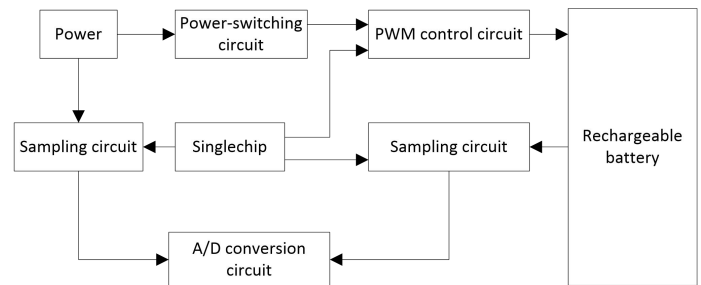 Power
Power-switching
circuit
PWM control circuit
Sampling circuit
Singlechip
Sampling circuit
Rechargeable
battery
A/D conversion
circuit